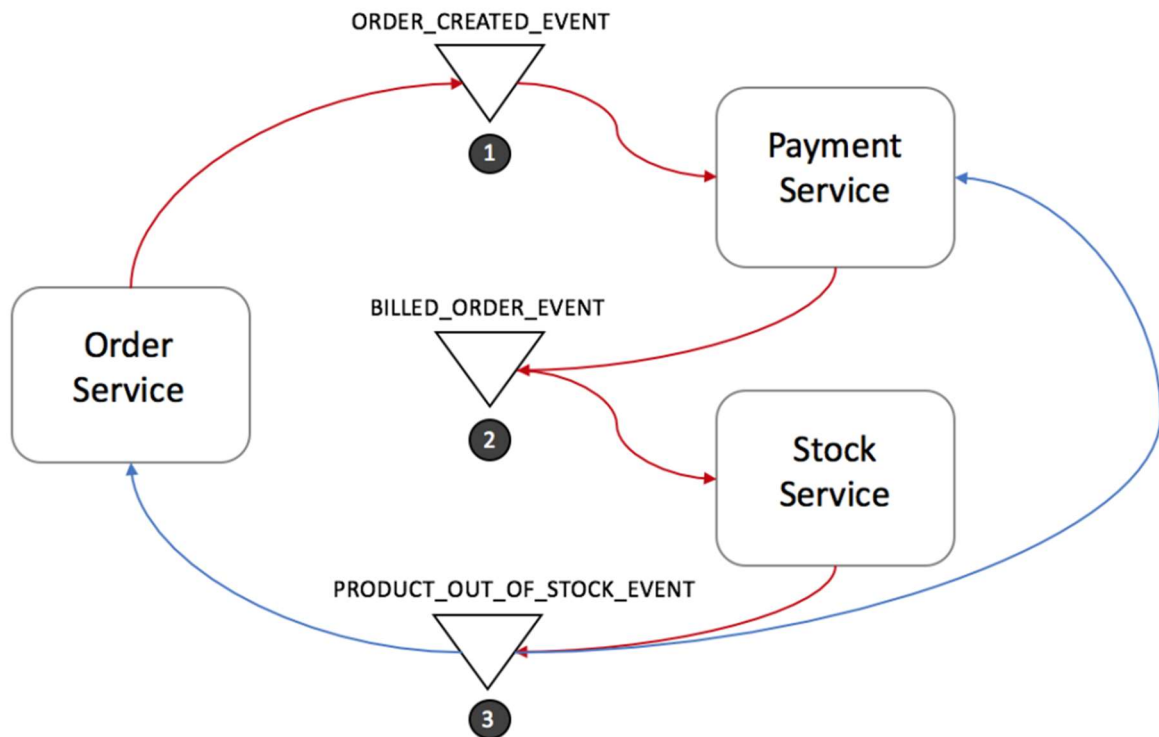 ORDER_CREATED_EVENT
1
Payment
Service
BILLED_ORDER_EVENT
2
Order
Service
Stock
Service
PRODUCT_OUT_OF_STOCK_EVENT
3